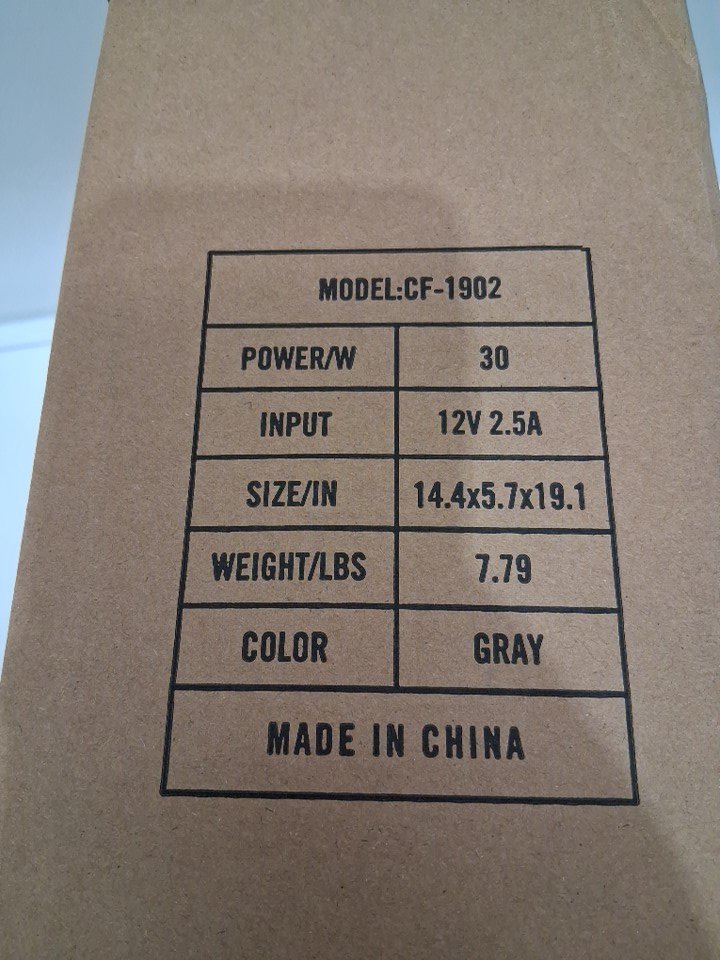 MODEL:CF-1902
POWER/W 30
INPUT 12V 2.5A
SIZE/IN 14.4x5.7x19.1
WEIGHT/LBS 7.79
COLOR GRAY
MADE IN CHINA